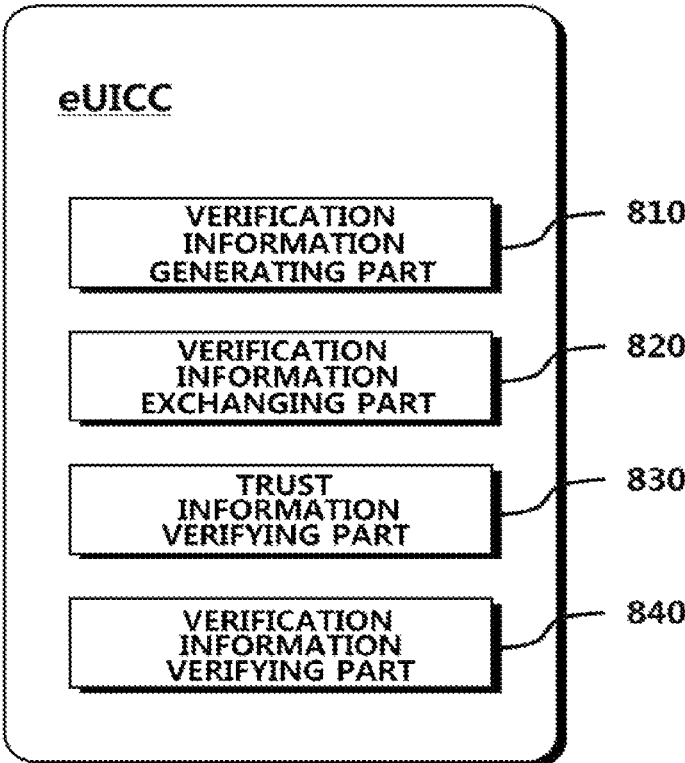 eUICC
VERIFICATION
INFORMATION
GENERATING PART
810
VERIFICATION
INFORMATION
EXCHANGING PART
820
TRUST
INFORMATION
VERIFYING PART
830
VERIFICATION
INFORMATION
VERIFYING PART
840